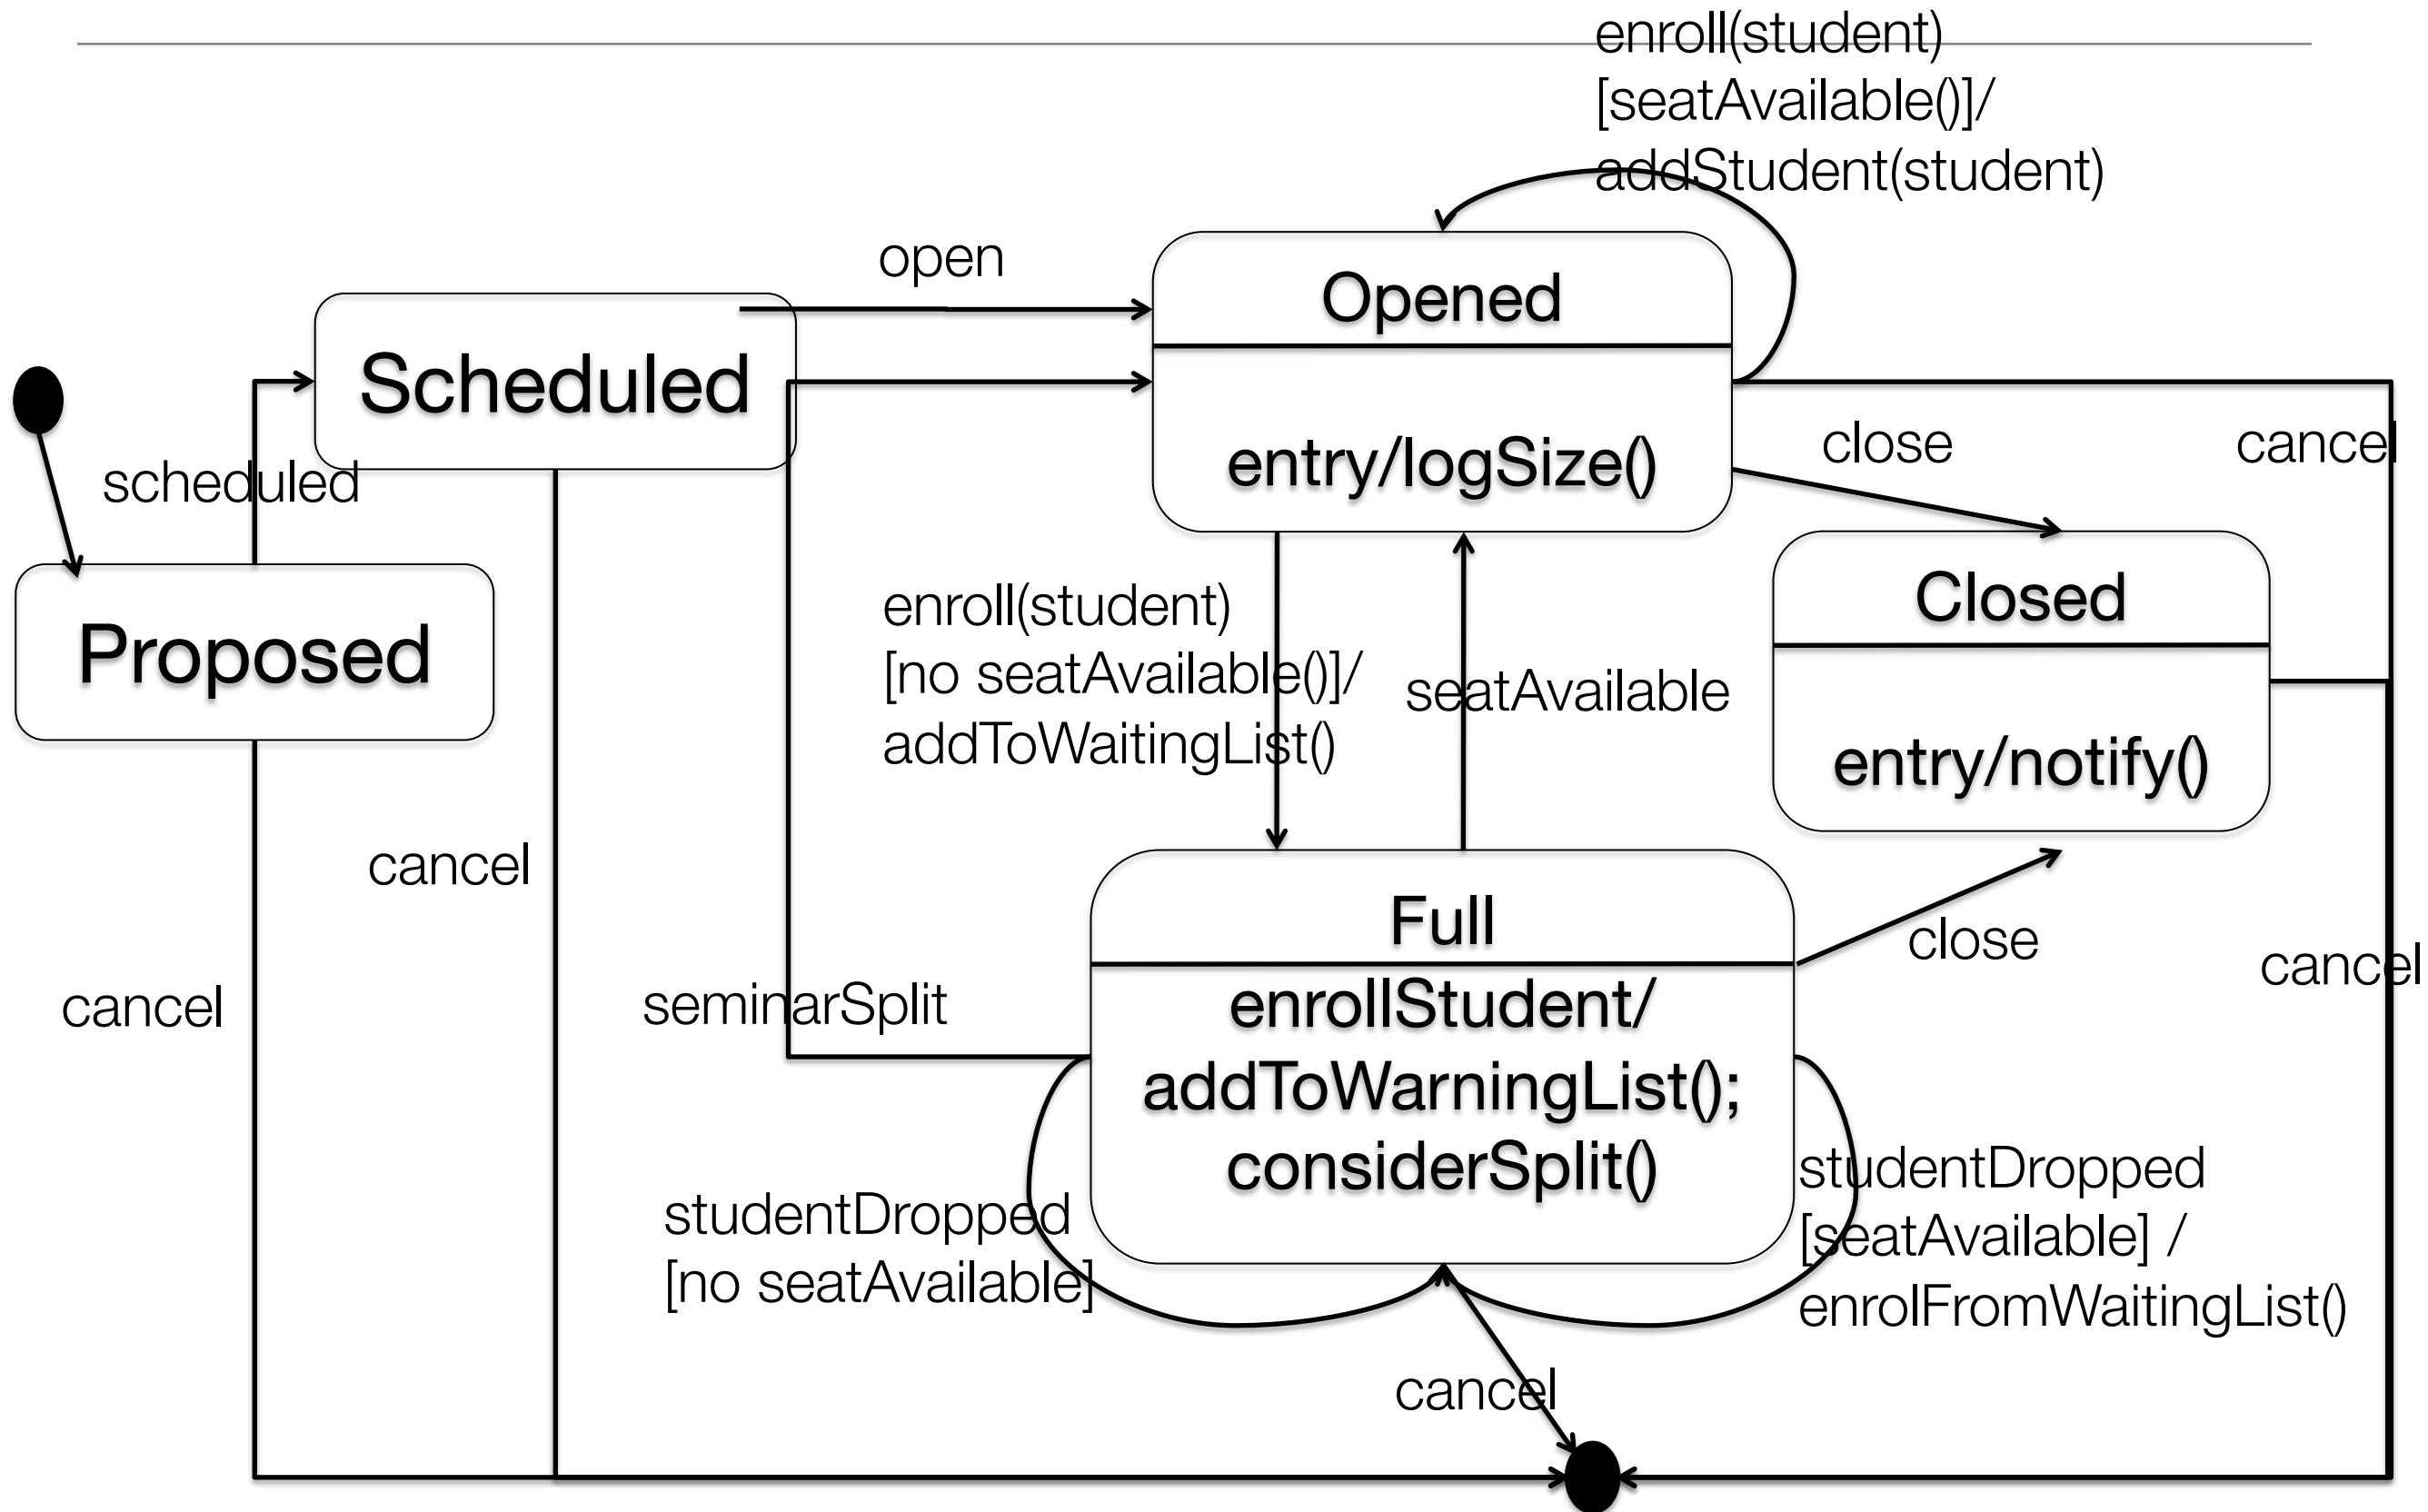 enroll(student)
[seatAvailable()]/
addStudent(student)
open
Opened
Scheduled
entry/logSize()
close
cancel
scheduled
Closed
enroll(student)
[no seatAvailable()]/
addToWaitingList()
seatAvailable
Proposed
entry/notify()
cancel
Full
close
cancel
cancel
seminarSplit
enrollStudent/
addToWarningList();
considerSplit()
studentDropped
[no seatAvailable]
studentDropped
[seatAvailable] /
enrolFromWaitingList()
cancel